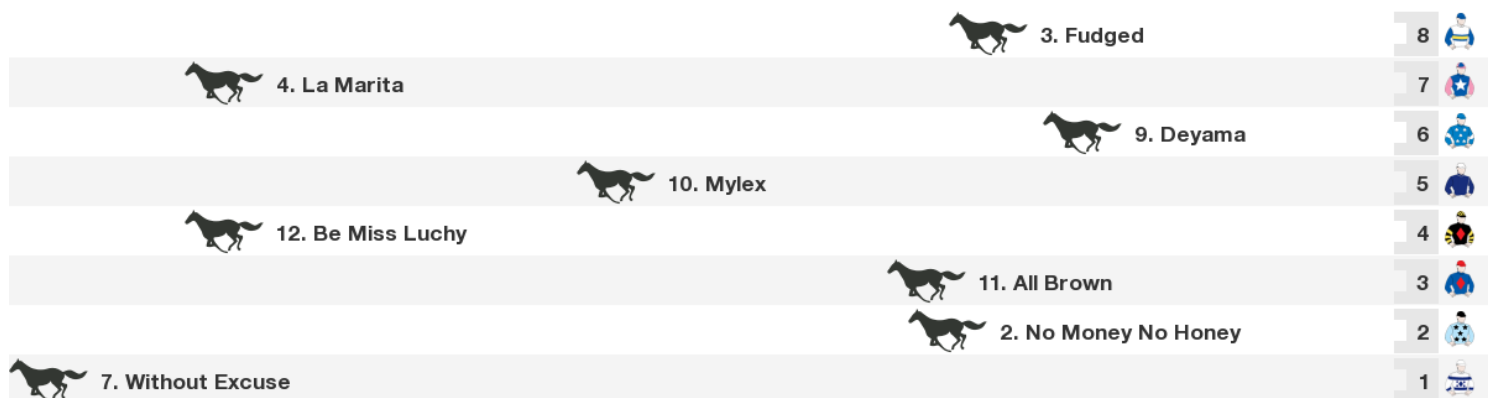 3. Fudged 8
4. La Marita 7
9. Deyama 6
10. Mylex 5
12. Be Miss Luchy 4
11. All Brown 3
2. No Money No Honey 2
7. Without Excuse 1